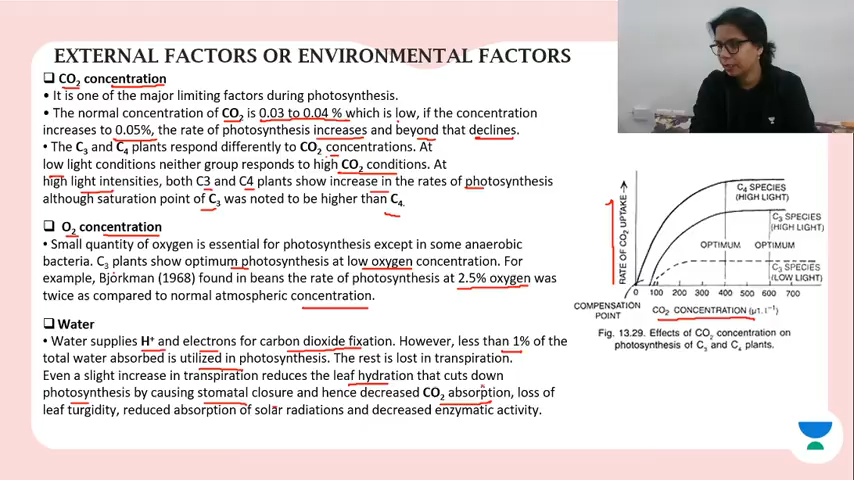 EXTERNAL FACTORS OR ENVIRONMENTAL FACTORS
❑ CO2 concentration
• It is one of the major limiting factors during photosynthesis.
• The normal concentration of CO2 is 0.03 to 0.04 % which is low, if the concentration
increases to 0.05%, the rate of photosynthesis increases and beyond that declines.
• The C3 and C4 plants respond differently to CO2 concentrations. At
low light conditions neither group responds to high CO2 conditions. At
high light intensities, both C3 and C4 plants show increase in the rates of photosynthesis
although saturation point of C3 was noted to be higher than C4.
❑ O2 concentration
• Small quantity of oxygen is essential for photosynthesis except in some anaerobic
bacteria. C3 plants show optimum photosynthesis at low oxygen concentration. For
example, Bjórkman (1968) found in beans the rate of photosynthesis at 2.5% oxygen was
twice as compared to normal atmospheric concentration.
❑ Water
• Water supplies H+ and electrons for carbon dioxide fixation. However, less than 1% of the
total water absorbed is utilized in photosynthesis. The rest is lost in transpiration.
Even a slight increase in transpiration reduces the leaf hydration that cuts down
photosynthesis by causing stomatal closure and hence decreased CO2 absorption, loss of
leaf turgidity, reduced absorption of solar radiations and decreased enzymatic activity.
RATE OF CO2 UPTAKE
C4 SPECIES
(HIGH LIGHT)
C3 SPECIES
(HIGH LIGHT)
OPTIMUM OPTIMUM
C3 SPECIES
(LOW LIGHT)
0 100 200 300 400 500 600 700
COMPENSATION
POINT
CO2 CONCENTRATION (μ1.l-1)
Fig. 13.29. Effects of CO2 concentration on
photosynthesis of C3 and C4 plants.